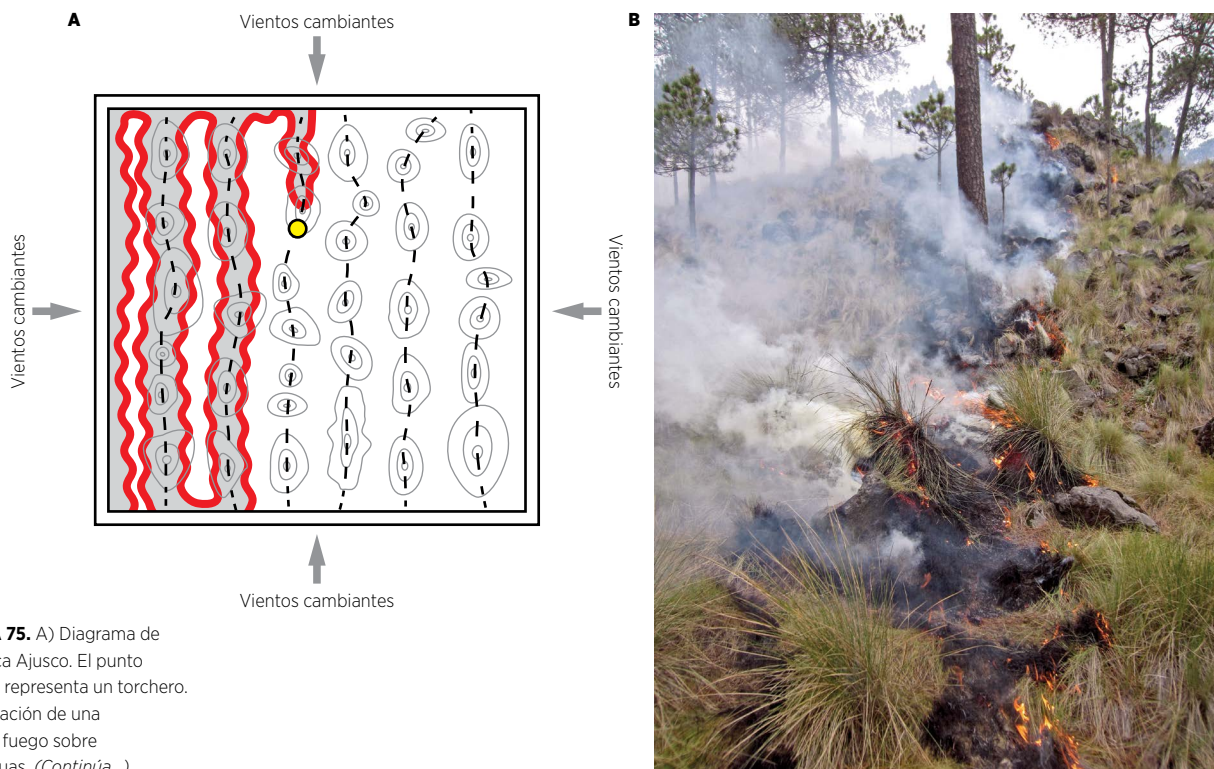 A
Vientos cambiantes
Vientos cambiantes
Vientos cambiantes
Vientos cambiantes
B
75. A) Diagrama de
Ajusco. El punto
representa un torchero.
de una
fuego sobre
(Continúa...)